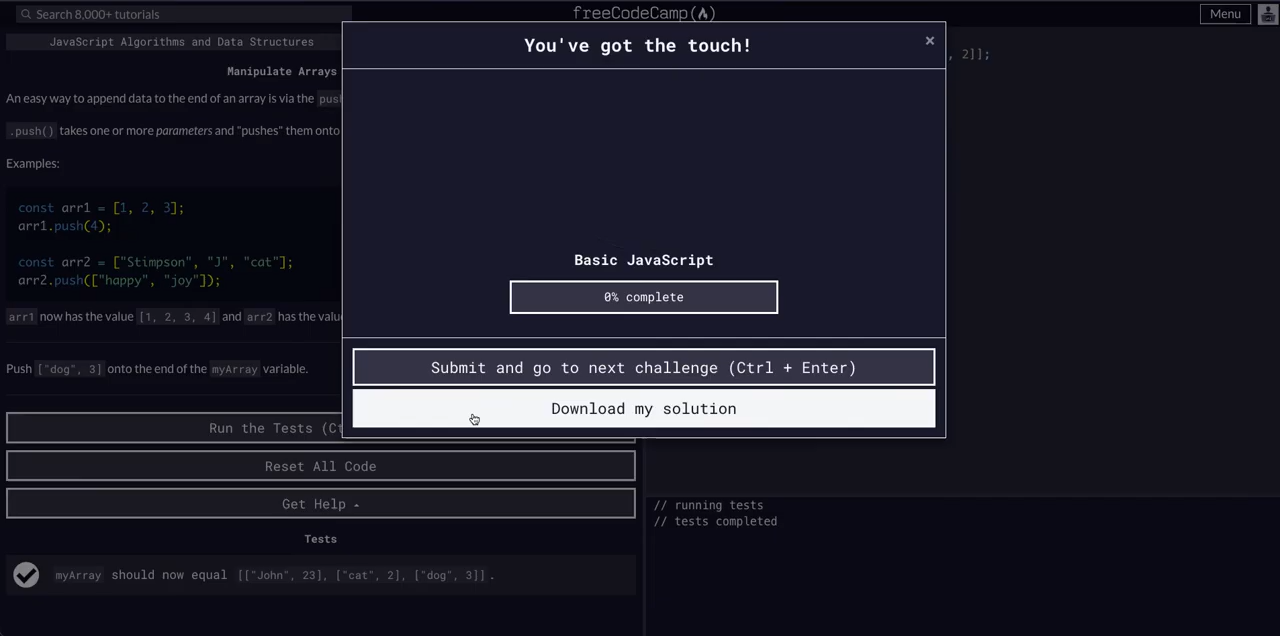 Search 8,000+ tutorials
freeCodeCamp(🔥)
Menu
JavaScript Algorithms and Data Structures
Manipulate Arrays
An easy way to append data to the end of an array is via the push
.push() takes one or more parameters and "pushes" them onto
Examples:
const arr1 = [1, 2, 3];
arr1.push(4);
const arr2 = ["Stimpson", "J", "cat"];
arr2.push(["happy", "joy"]);
arr1 now has the value [1, 2, 3, 4] and arr2 has the valu
Push ["dog", 3] onto the end of the myArray variable.
Run the Tests (Ct
Reset All Code
Get Help
Tests
myArray should now equal [["John", 23], ["cat", 2], ["dog", 3]].
You've got the touch!
×
Basic JavaScript
0% complete
Submit and go to next challenge (Ctrl + Enter)
Download my solution
, 2]];
// running tests
// tests completed